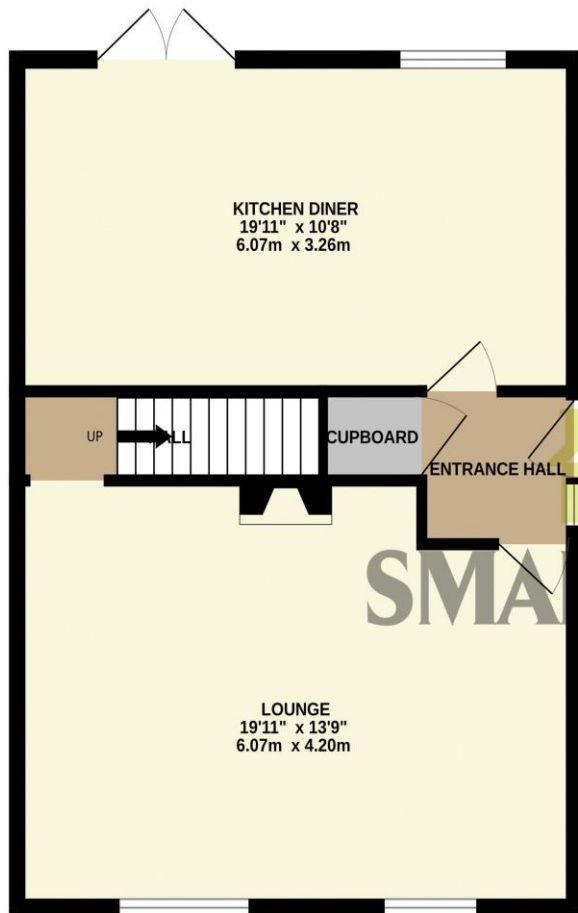 KITCHEN DINER
19'11" x 10'8"
6.07m x 3.26m
UP
CUPBOARD
ENTRANCE HALL
SMA
LOUNGE
19'11" x 13'9"
6.07m x 4.20m